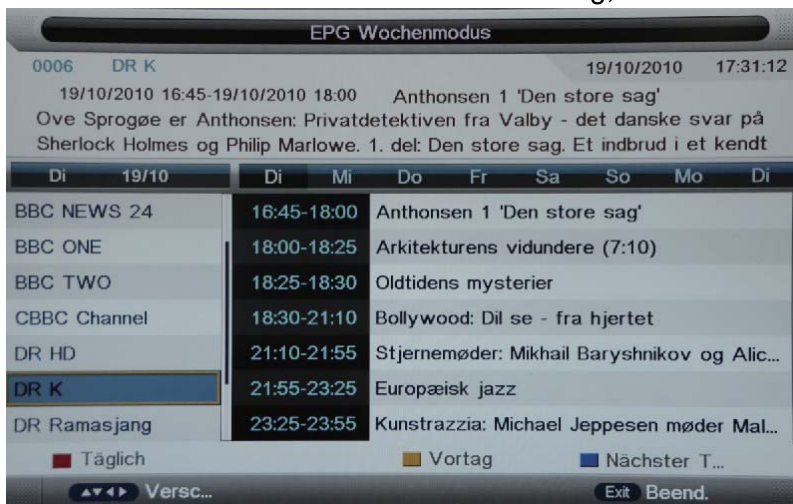 EPG Wochenmodus
0006 DR K 19/10/2010 17:31:12
19/10/2010 16:45-19/10/2010 18:00 Anthonsen 1 'Den store sag'
Ove Sprogøe er Anthonsen: Privatdetektiven fra Valby - det danske svar på
Sherlock Holmes og Philip Marlowe. 1. del: Den store sag. Et indbrud i et kendt
Di 19/10 Di Mi Do Fr Sa So Mo Di
BBC NEWS 24 16:45-18:00 Anthonsen 1 'Den store sag'
BBC ONE 18:00-18:25 Arkitekturens vidundere (7:10)
BBC TWO 18:25-18:30 Oldtidens mysterier
CBBC Channel 18:30-21:10 Bollywood: Dil se - fra hjertet
DR HD 21:10-21:55 Stjernemøder: Mikhail Baryshnikov og Alic...
DR K 21:55-23:25 Europæisk jazz
DR Ramasjang 23:25-23:55 Kunstrazzia: Michael Jeppesen møder Mal...
Täglich Vortag Nächster T...
Versc... Exit Beend.